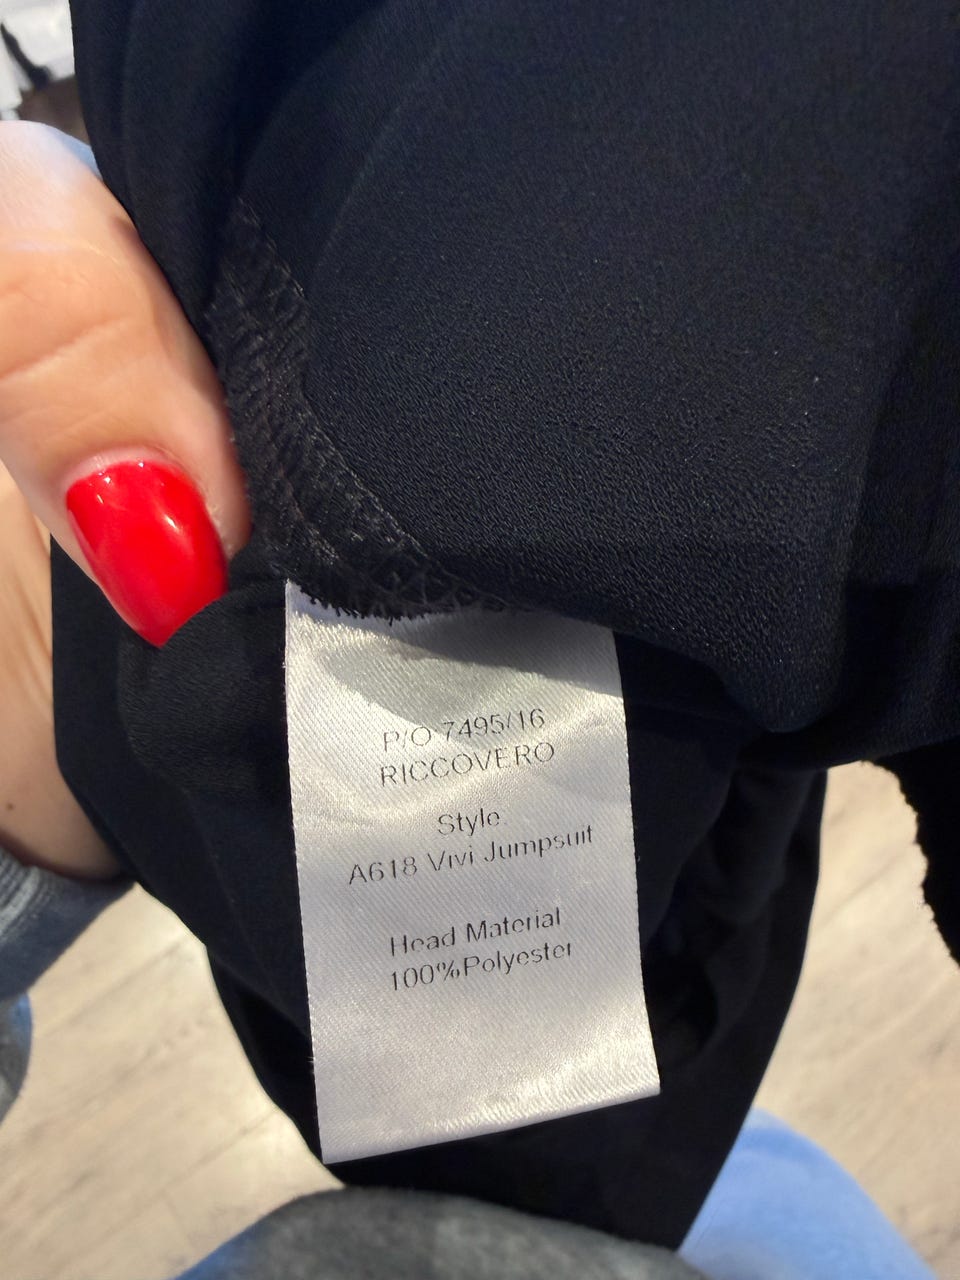 P/O 7495/16
RICCOVERO
Style:
A618 Vivi Jumpsuit
Head Material
100%Polyester